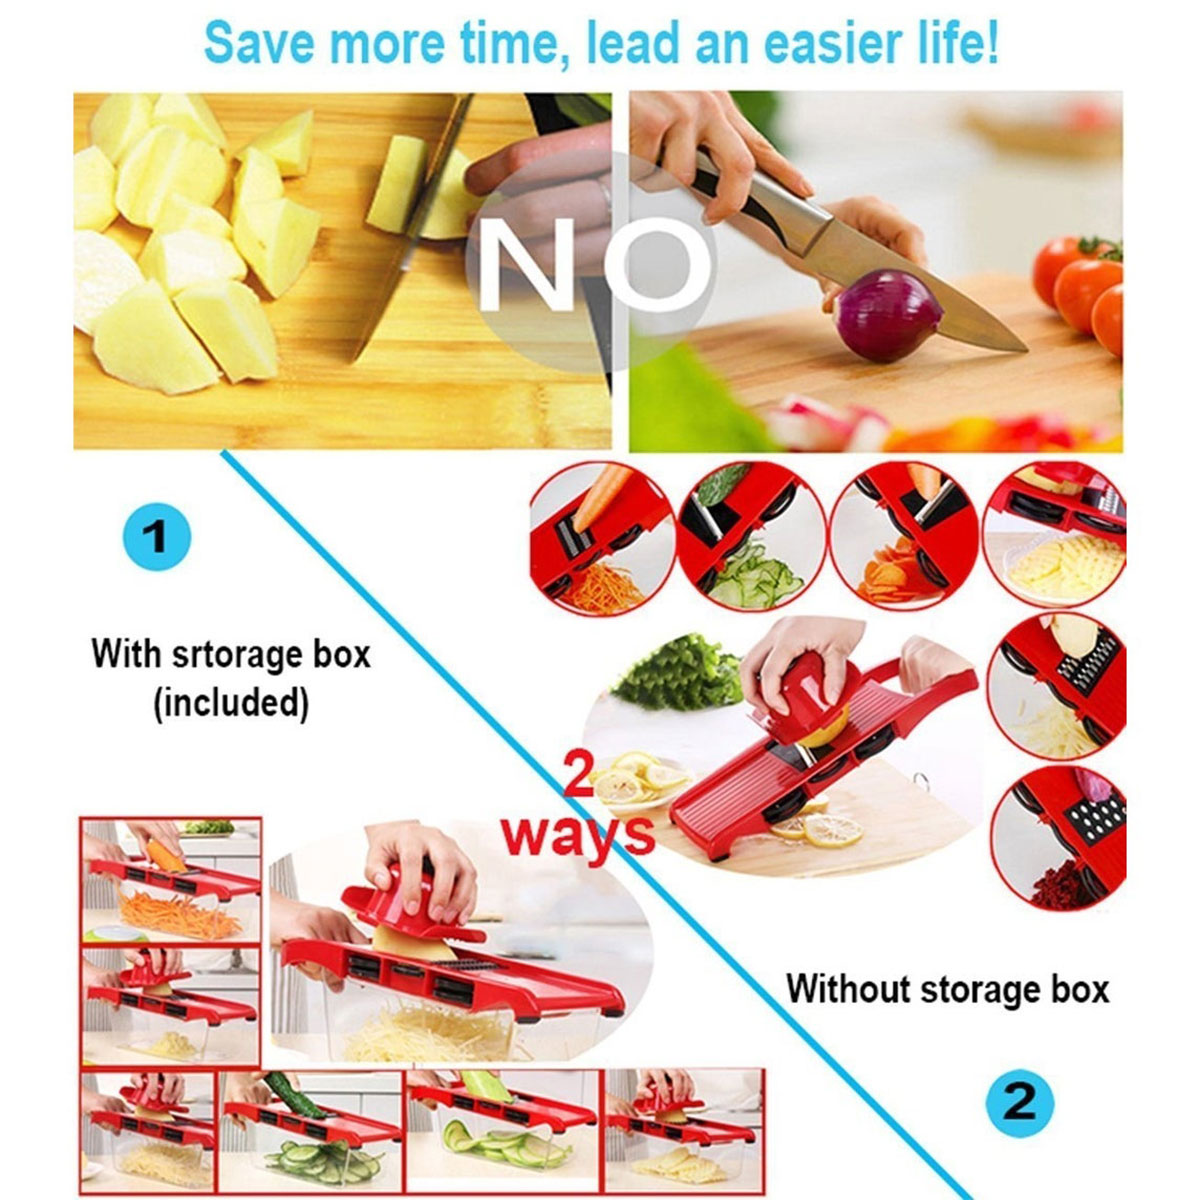 Save more time, lead an easier life!
NO
1
With srtorage box
(included)
2
ways
Without storage box
2